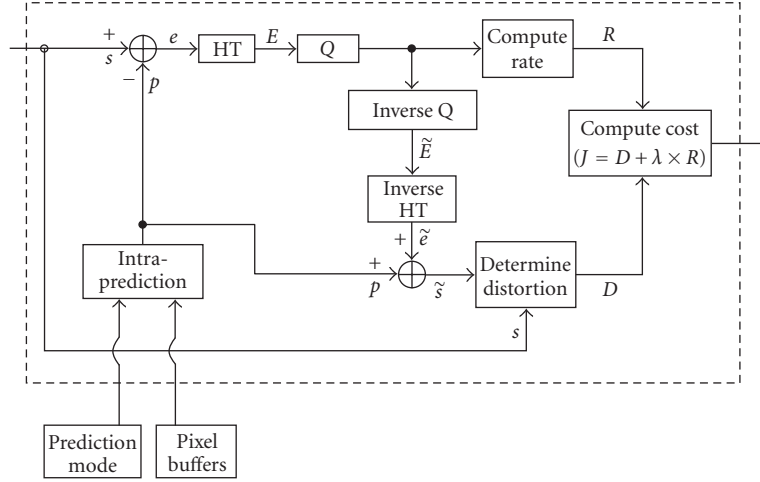 +
s
e
HT
E
Q
Compute
rate
R
−
p
Inverse Q
Ẽ
Compute cost
(J = D + λ × R)
Inverse
HT
+
ẽ
Intra-
prediction
+
p
s̃
Determine
distortion
D
s
Prediction
mode
Pixel
buffers